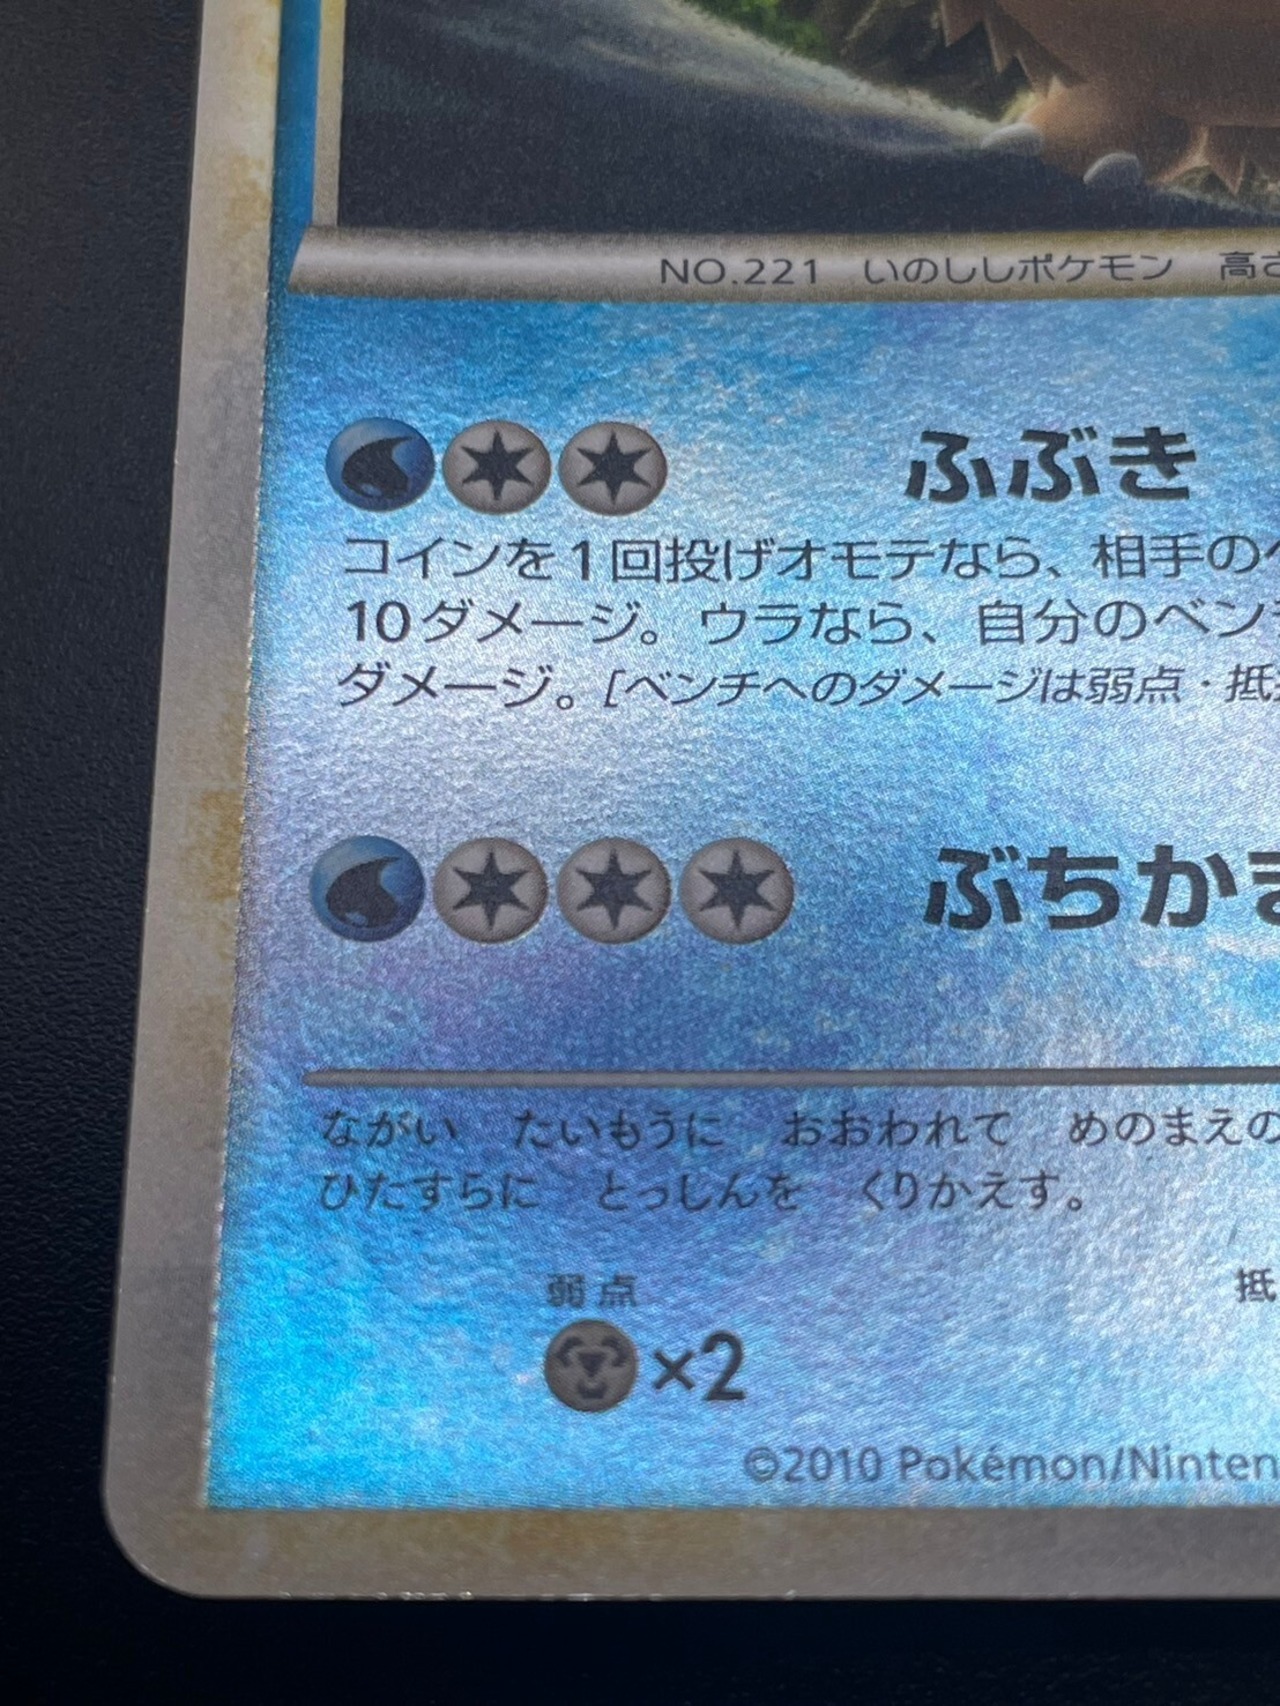 NO.221 いのししポケモン 高さ
ふぶき
コインを1回投げオモテなら、相手の
10ダメージ。ウラなら、自分のベン
ダメージ。[ベンチへのダメージは弱点・抵
ぶちか
ながい たいもうに おおわれて めのまえの
ひたすらに とっしんを くりかえす。
弱点 抵
×2
©2010 Pokémon/Ninten